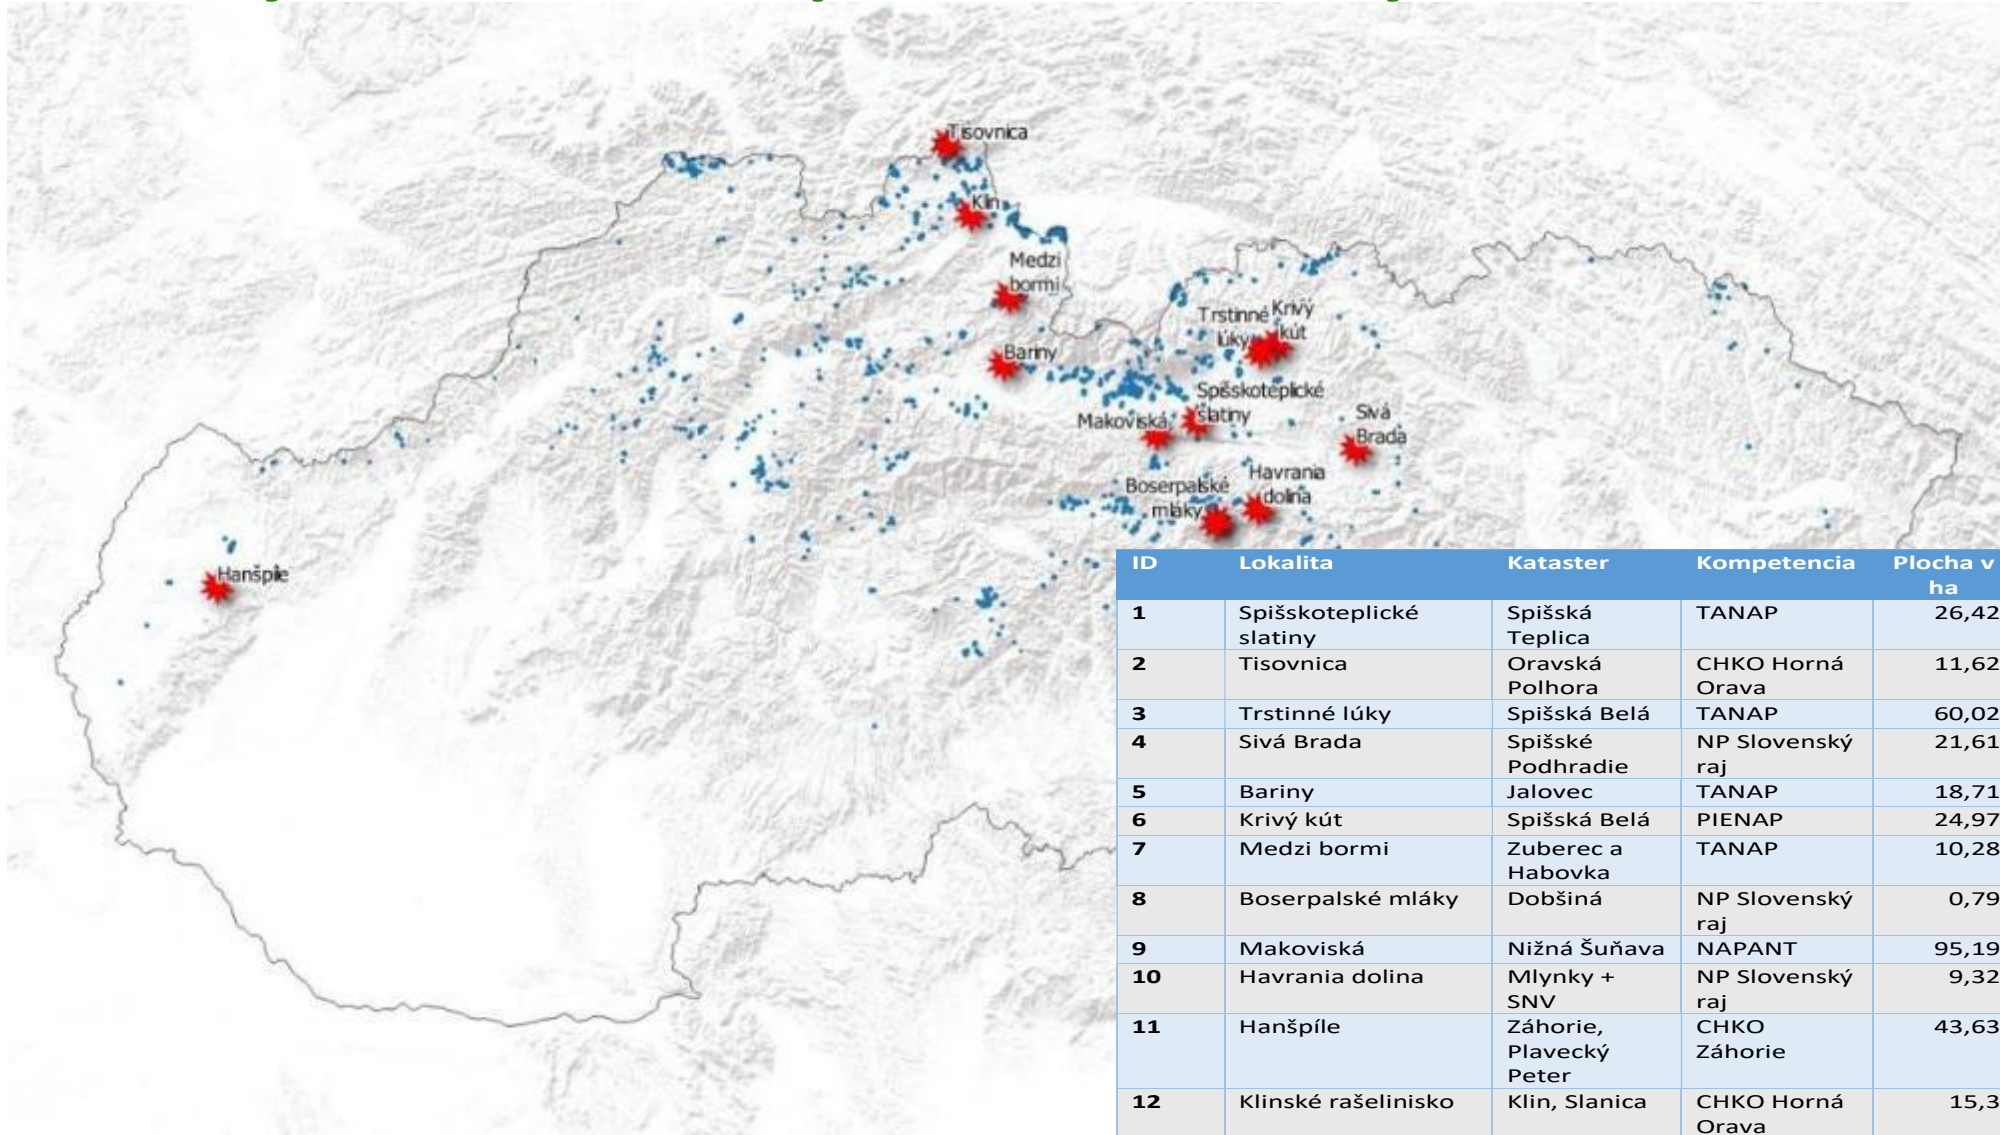 Tisovnica
Klin
Medzi
bormi
Trstinné
lúky
Krivý
kút
Bariny
Spišskoteplické
slatiny
Makoviská
Sivá
Brada
Havrania
dolina
Boserpalské
mláky
Hanšpíle
ID Lokalita Kataster Kompetencia Plocha v
ha
1 Spišskoteplické Spišská TANAP 26,42
slatiny Teplica
2 Tisovnica Oravská CHKO Horná 11,62
Polhora Orava
3 Trstinné lúky Spišská Belá TANAP 60,02
4 Sivá Brada Spišské NP Slovenský 21,61
Podhradie raj
5 Bariny Jalovec TANAP 18,71
6 Krivý kút Spišská Belá PIENAP 24,97
7 Medzi bormi Zuberec a TANAP 10,28
Habovka
8 Boserpalské mláky Dobšiná NP Slovenský 0,79
raj
9 Makoviská Nižná Šuňava NAPANT 95,19
10 Havrania dolina Mlynky + NP Slovenský 9,32
SNV raj
11 Hanšpíle Záhorie, CHKO 43,63
Plavecký Záhorie
Peter
12 Klinské rašelinisko Klin, Slanica CHKO Horná 15,3
Orava